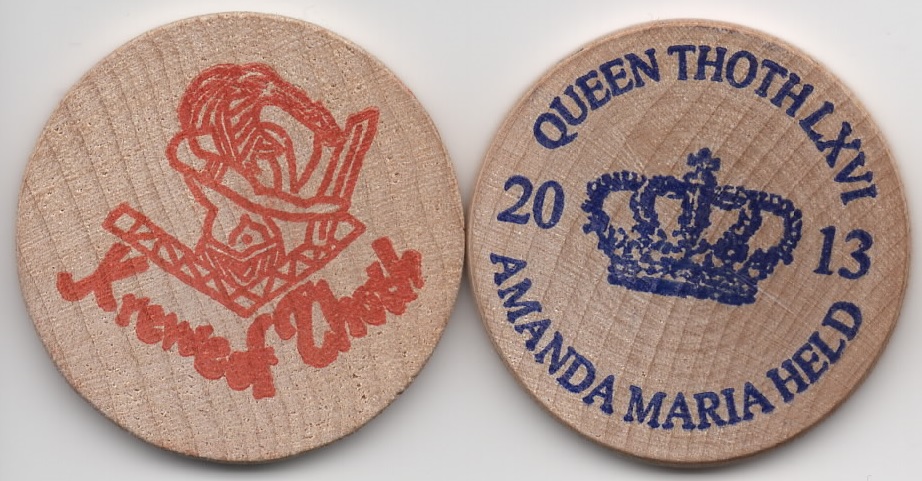 Krewe of Thoth
QUEEN THOTH LXVI
20 13
AMANDA MARIA HELD